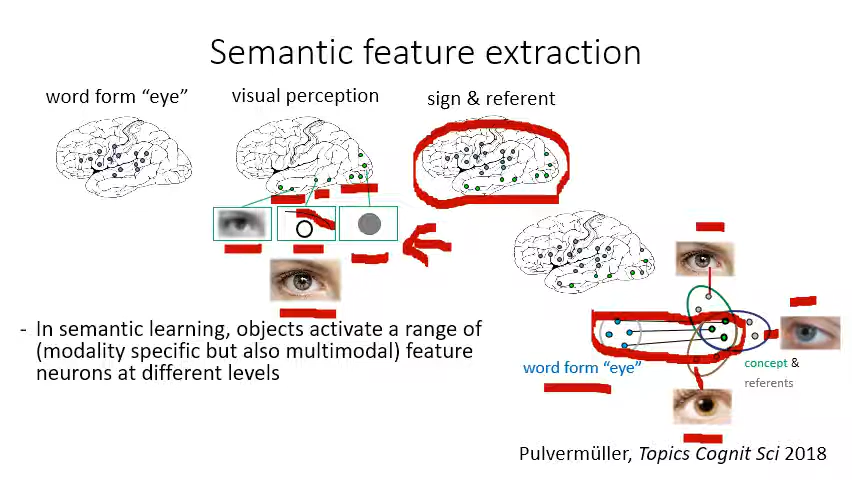 Semantic feature extraction
word form “eye”
visual perception
sign & referent
- In semantic learning, objects activate a range of
(modality specific but also multimodal) feature
neurons at different levels
word form “eye”
concept &
referents
Pulvermüller, Topics Cognit Sci 2018